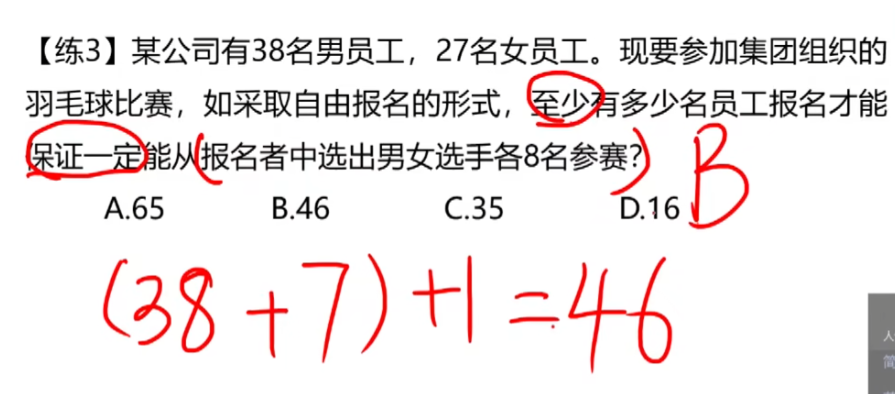 【练3】某公司有38名男员工，27名女员工。现要参加集团组织的
羽毛球比赛，如采取自由报名的形式，至少有多少名员工报名才能
保证一定能从(报名者中选出男女选手各8名参赛?) B
A.65 B.46 C.35 D.16
(38+7)+1=46
人
简